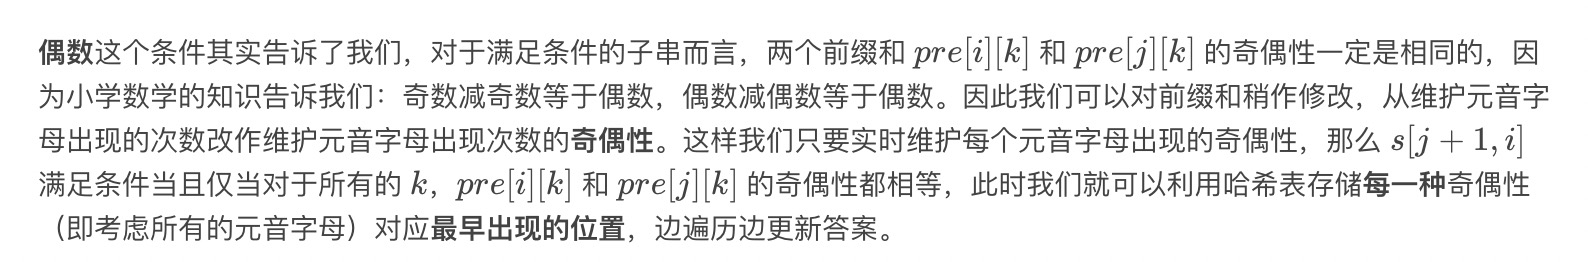 偶数这个条件其实告诉了我们，对于满足条件的子串而言，两个前缀和 pre[i][k] 和 pre[j][k] 的奇偶性一定是相同的，因
为小学数学的知识告诉我们：奇数减奇数等于偶数，偶数减偶数等于偶数。因此我们可以对前缀和稍作修改，从维护元音字
母出现的次数改作维护元音字母出现次数的奇偶性。这样我们只要实时维护每个元音字母出现的奇偶性，那么 s[j + 1, i]
满足条件当且仅当对于所有的 k，pre[i][k] 和 pre[j][k] 的奇偶性都相等，此时我们就可以利用哈希表存储每一种奇偶性
（即考虑所有的元音字母）对应最早出现的位置，边遍历边更新答案。